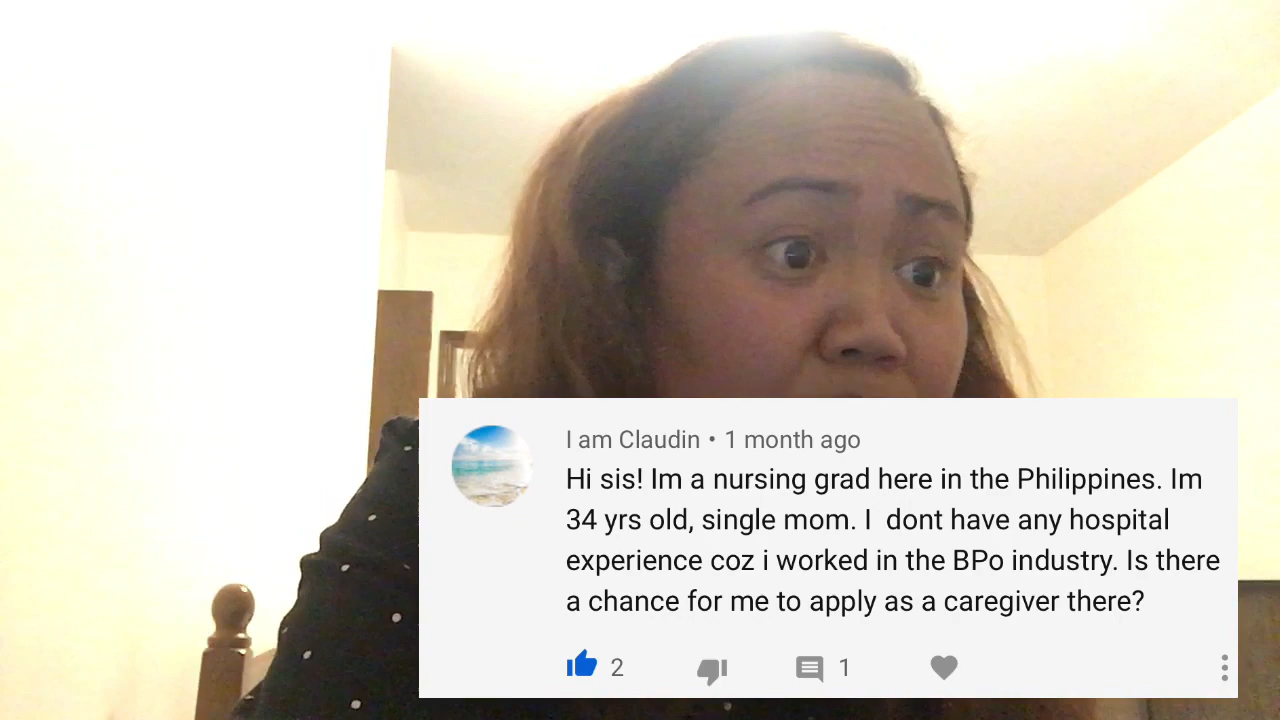 I am Claudin • 1 month ago
Hi sis! Im a nursing grad here in the Philippines. Im
34 yrs old, single mom. I  dont have any hospital
experience coz i worked in the BPo industry. Is there
a chance for me to apply as a caregiver there?
2
1